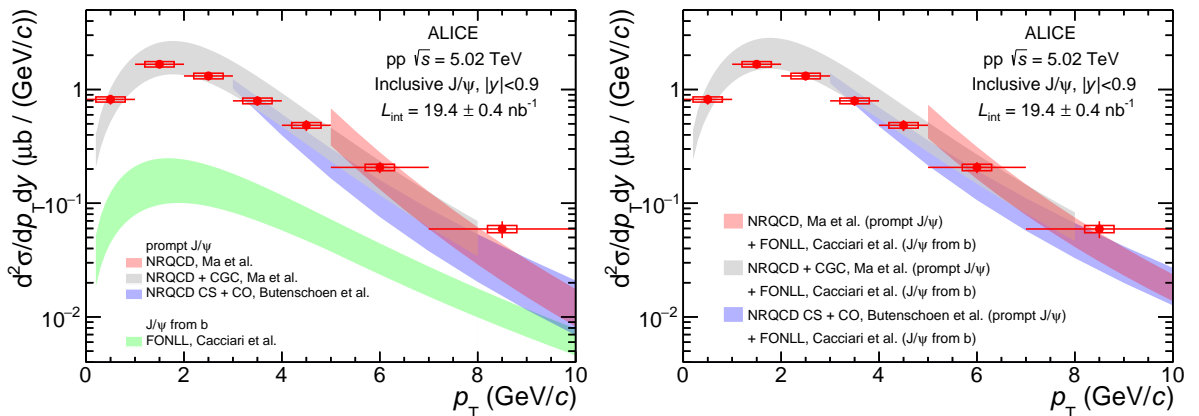 ALICE
pp √s = 5.02 TeV
Inclusive J/ψ, |y|<0.9
L_int = 19.4 ± 0.4 nb⁻¹
d²σ/dp_T dy (μb / (GeV/c))
1
10⁻¹
10⁻²
prompt J/ψ
NRQCD, Ma et al.
NRQCD + CGC, Ma et al.
NRQCD CS + CO, Butenschoen et al.
J/ψ from b
FONLL, Cacciari et al.
0 2 4 6 8 10
p_T (GeV/c)
ALICE
pp √s = 5.02 TeV
Inclusive J/ψ, |y|<0.9
L_int = 19.4 ± 0.4 nb⁻¹
d²σ/dp_T dy (μb / (GeV/c))
1
10⁻¹
10⁻²
NRQCD, Ma et al. (prompt J/ψ)
+ FONLL, Cacciari et al. (J/ψ from b)
NRQCD + CGC, Ma et al. (prompt J/ψ)
+ FONLL, Cacciari et al. (J/ψ from b)
NRQCD CS + CO, Butenschoen et al. (prompt J/ψ)
+ FONLL, Cacciari et al. (J/ψ from b)
0 2 4 6 8 10
p_T (GeV/c)